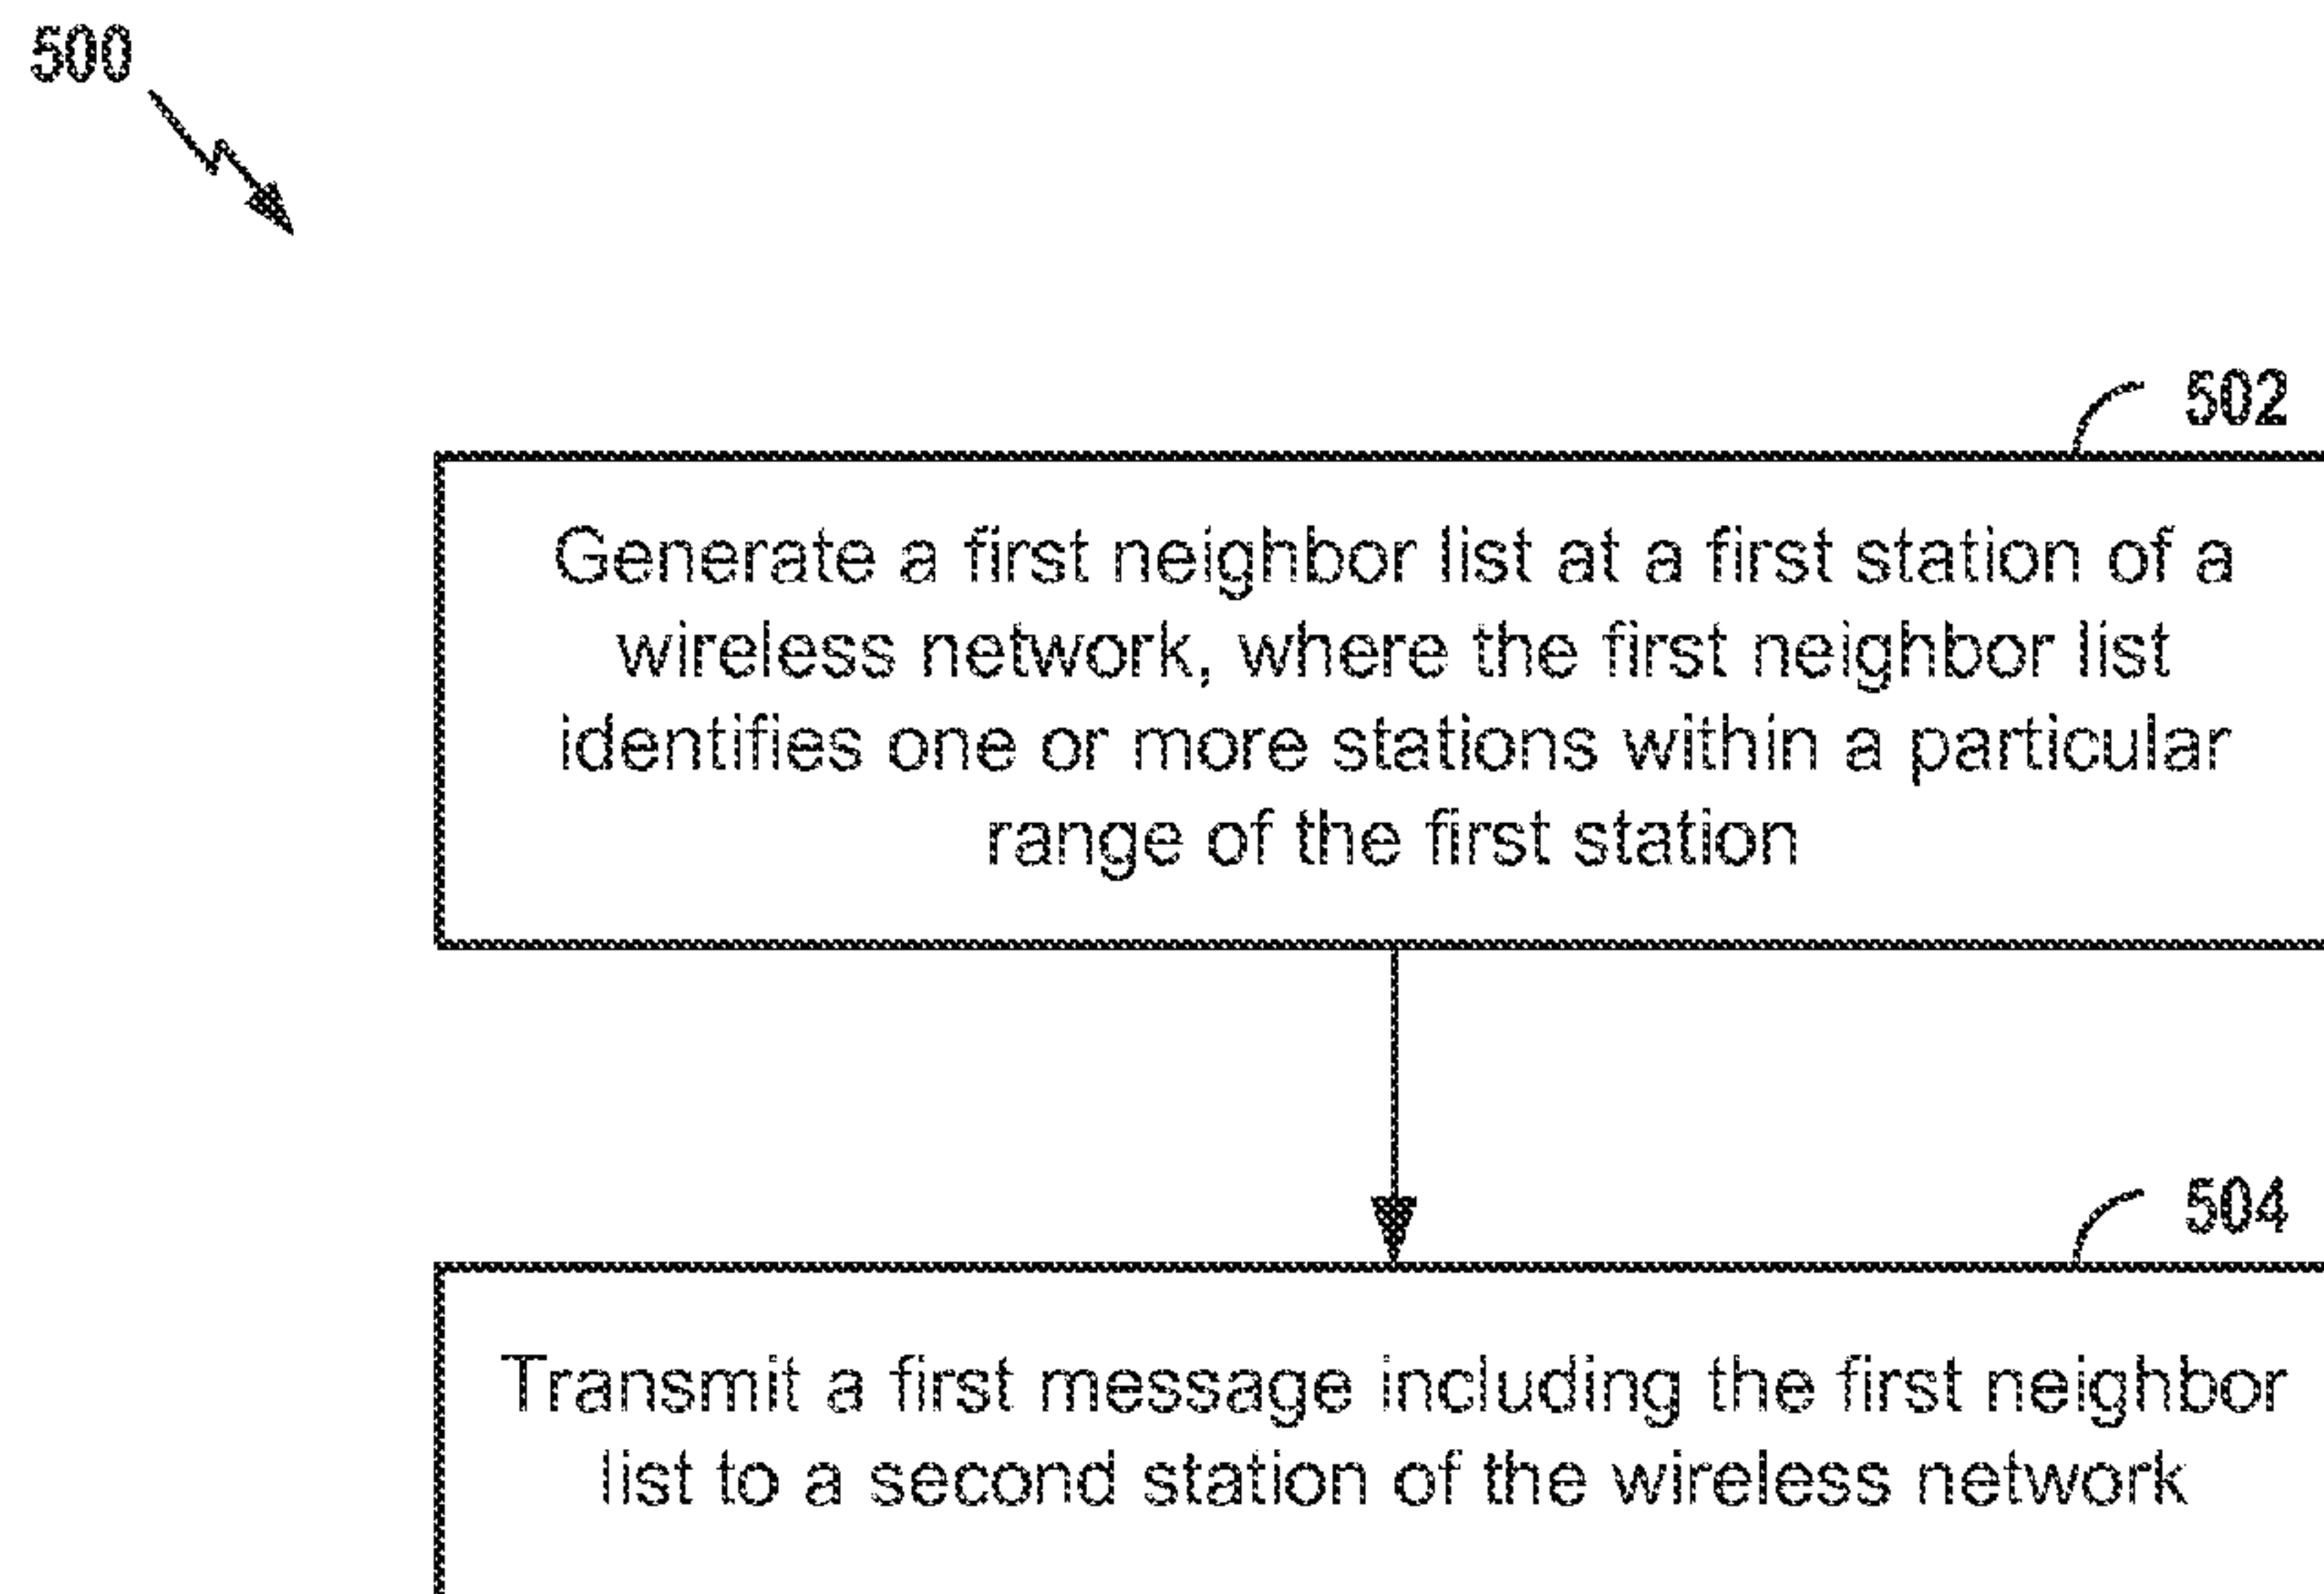 500
502
Generate a first neighbor list at a first station of a
wireless network, where the first neighbor list
identifies one or more stations within a particular
range of the first station
504
Transmit a first message including the first neighbor
list to a second station of the wireless network